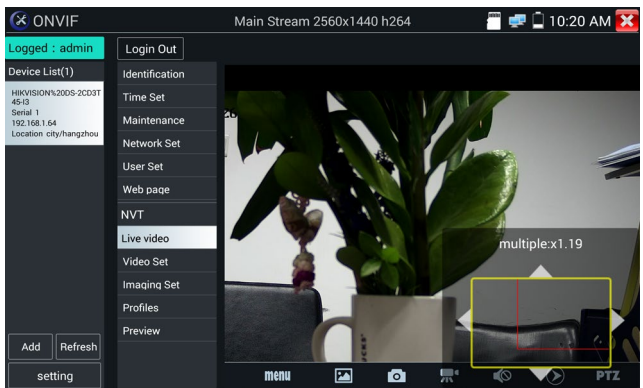 ONVIF
Main Stream 2560x1440 h264
10:20 AM
Logged : admin
Login Out
Device List(1)
HIKVISION%20DS-2CD3T
45-I3
Serial 1
192.168.1.64
Location city/hangzhou
Identification
Time Set
Maintenance
Network Set
User Set
Web page
NVT
Live video
Video Set
Imaging Set
Profiles
Preview
multiple:x1.19
Add
Refresh
setting
menu
PTZ